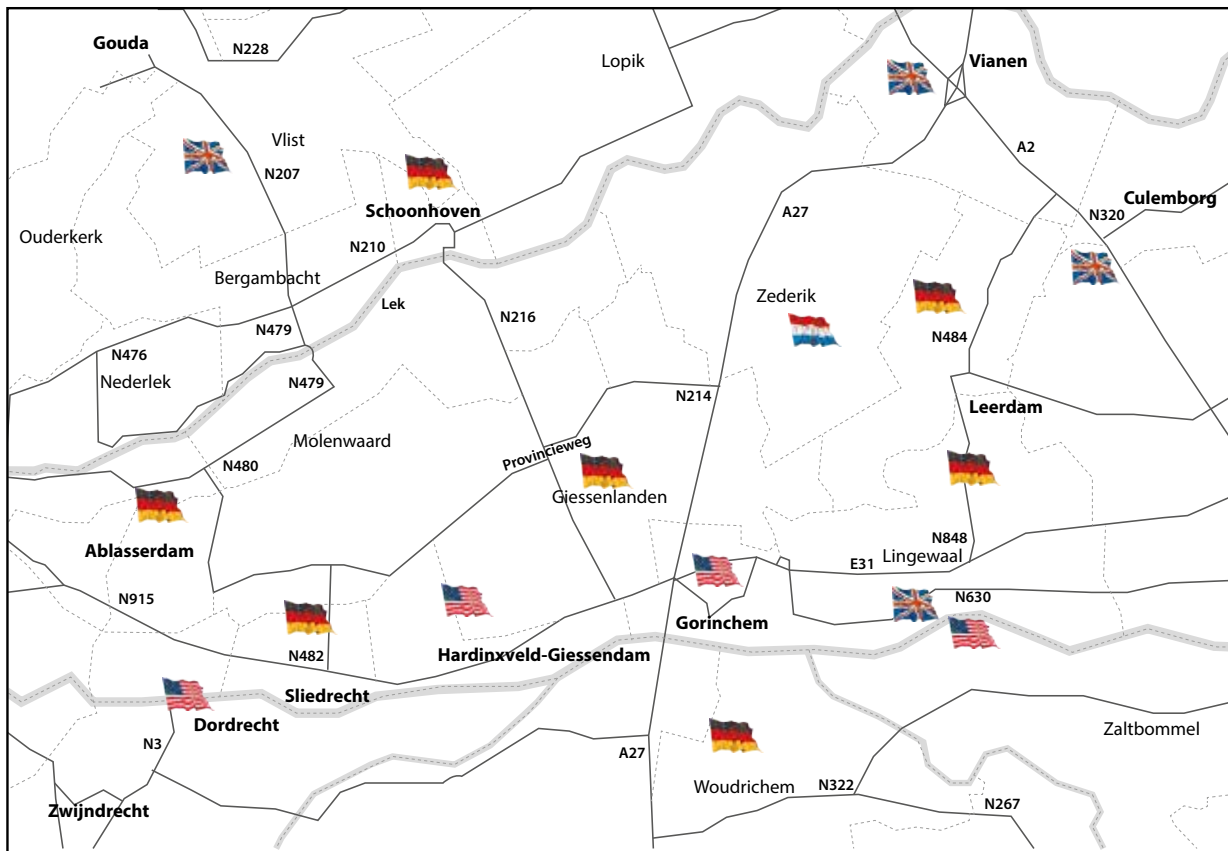 Gouda
N228
Lopik
Vianen
Vlist
N207
A2
Schoonhoven
A27
N320
Culemborg
Ouderkerk
N210
Bergambacht
Lek
N216
Zederik
N479
N476
Nederlek
N479
N484
N214
Leerdam
Molenwaard
N480
Provincieweg
Giessenlanden
Ablasserdam
N848
Lingewaal
E31
N915
N630
Gorinchem
N482
Hardinxveld-Giessendam
Sliedrecht
Dordrecht
N3
A27
Zaltbommel
Woudrichem
N322
N267
Zwijndrecht